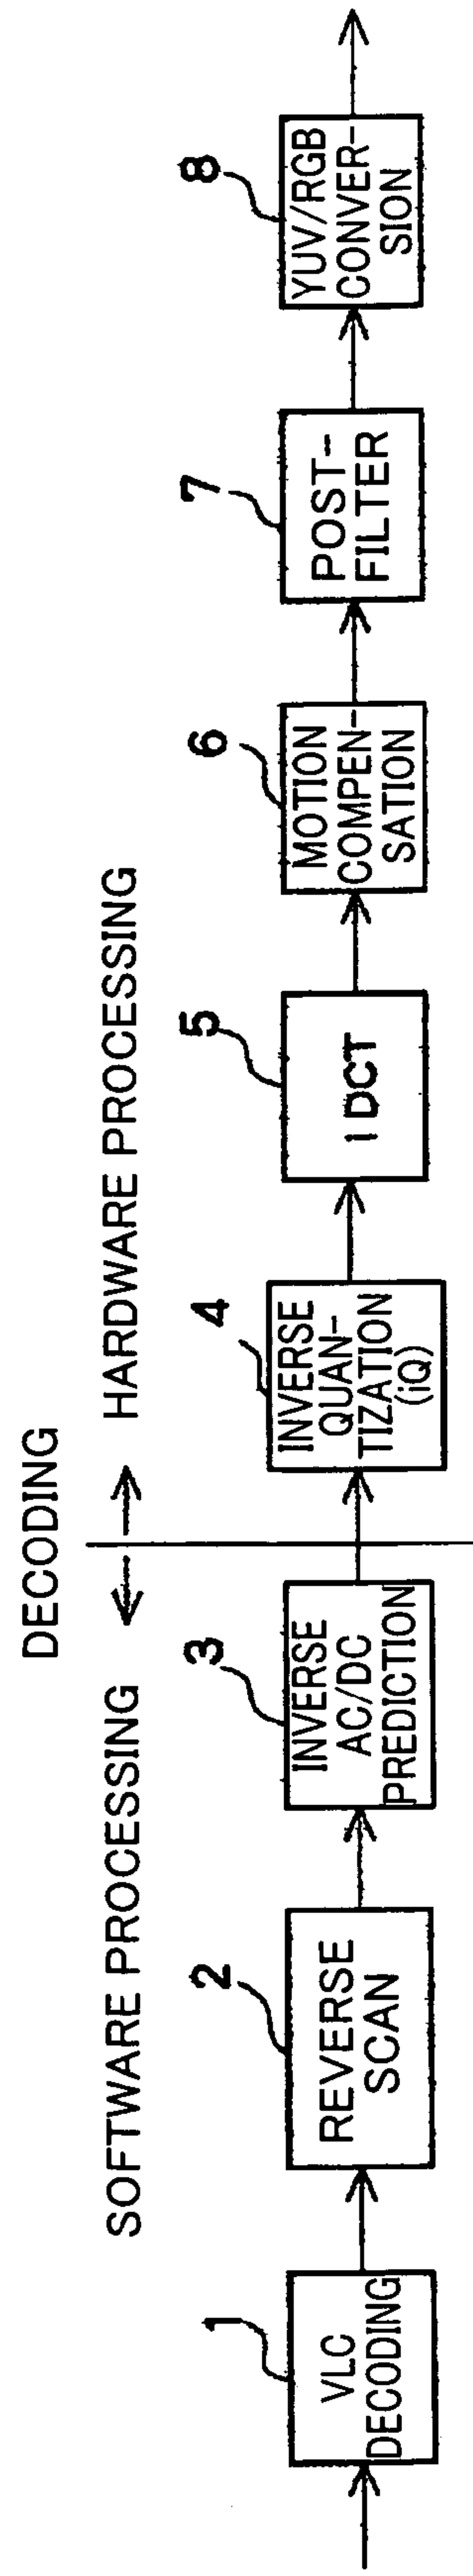 DECODING
SOFTWARE PROCESSING
HARDWARE PROCESSING
1
VLC
DECODING
2
REVERSE
SCAN
3
INVERSE
AC/DC
PREDICTION
4
INVERSE
QUAN-
TIZATION
(iQ)
5
iDCT
6
MOTION
COMPEN-
SATION
7
POST-
FILTER
8
YUV/RGB
CONVER-
SION